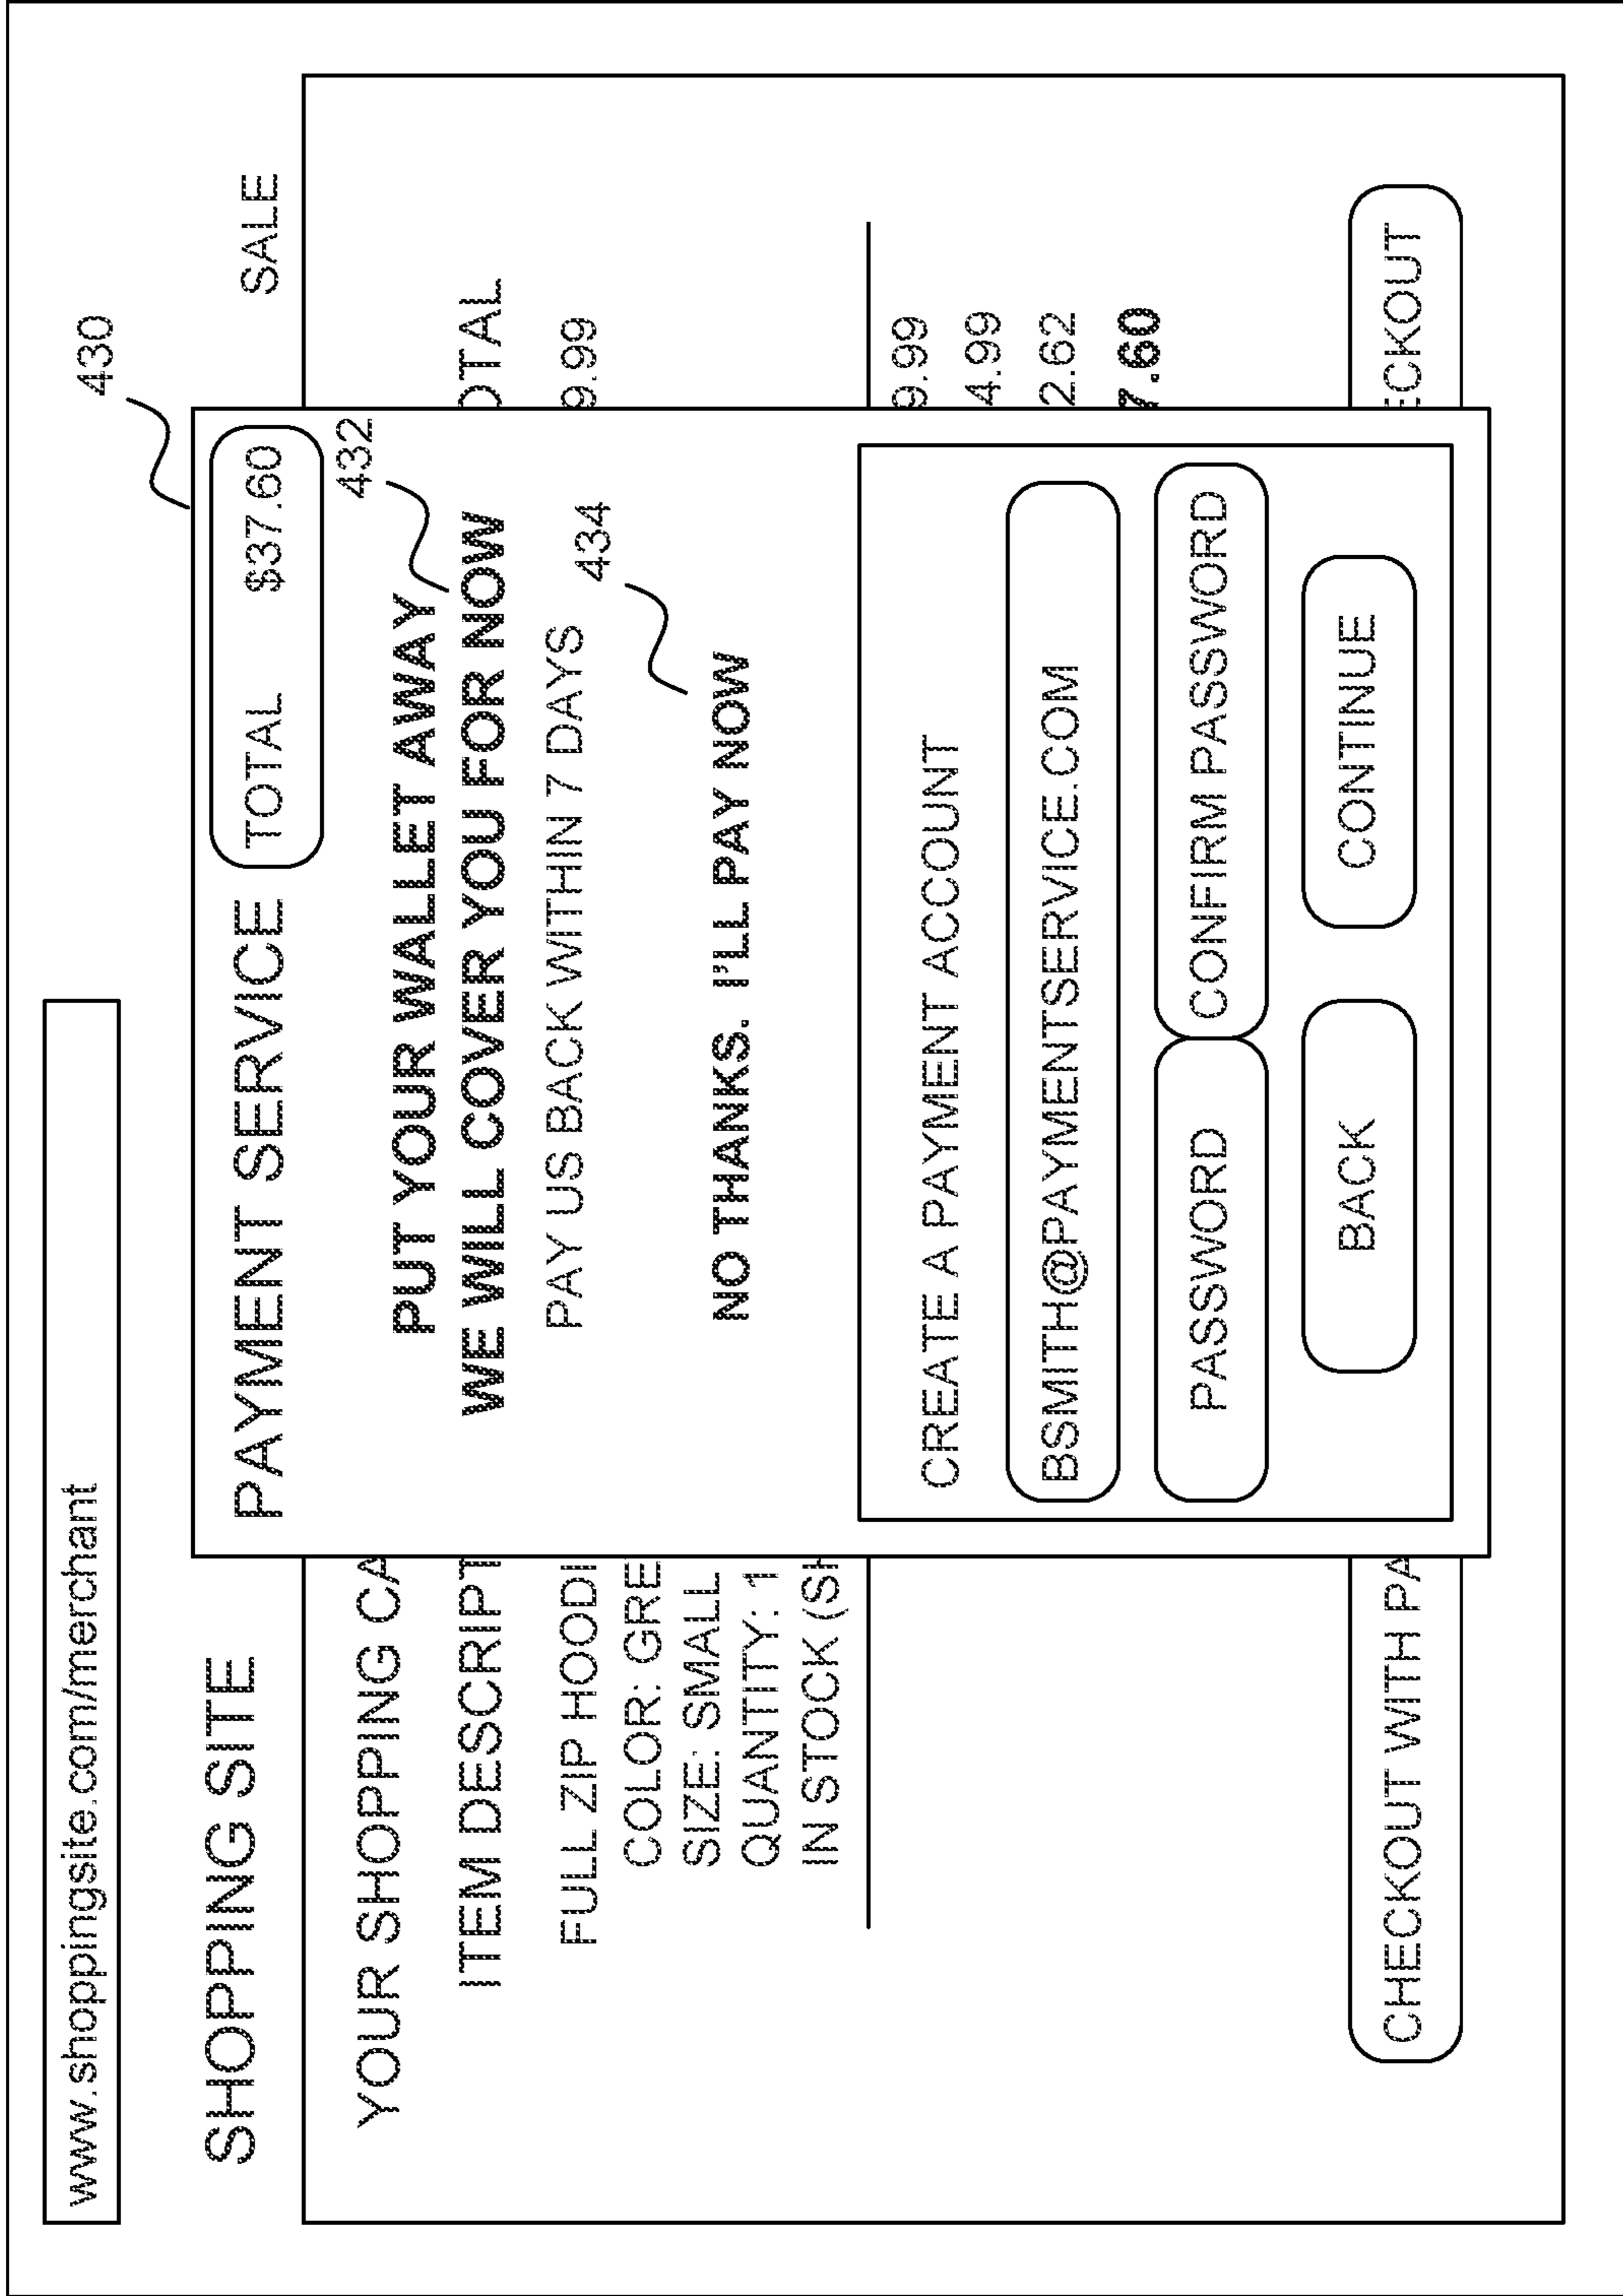 www.shoppingsite.com/merchant
430
SHOPPING SITE
SALE
PAYMENT SERVICE TOTAL $37.60
432
PUT YOUR WALLET AWAY
WE WILL COVER YOU FOR NOW
PAY US BACK WITHIN 7 DAYS
434
NO THANKS. I'LL PAY NOW
CREATE A PAYMENT ACCOUNT
BSMITH@PAYMENTSERVICE.COM
PASSWORD CONFIRM PASSWORD
BACK CONTINUE
YOUR SHOPPING CA
ITEM DESCRIPT
OTAL
FULL ZIP HOODI
9.99
COLOR: GRE
SIZE: SMALL
QUANTITY: 1
IN STOCK (SH
9.99
4.99
2.62
7.60
CHECKOUT WITH PA
ECKOUT